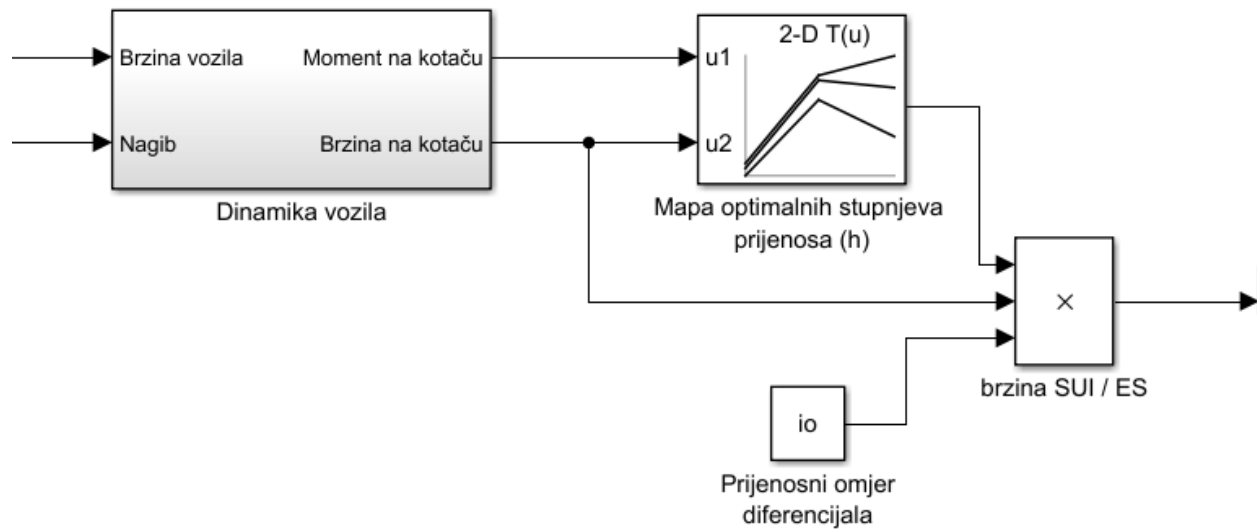 Brzina vozila
Moment na kotaču
Nagib
Brzina na kotaču
Dinamika vozila
2-D T(u)
u1
u2
Mapa optimalnih stupnjeva
prijenosa (h)
×
brzina SUI / ES
io
Prijenosni omjer
diferencijala